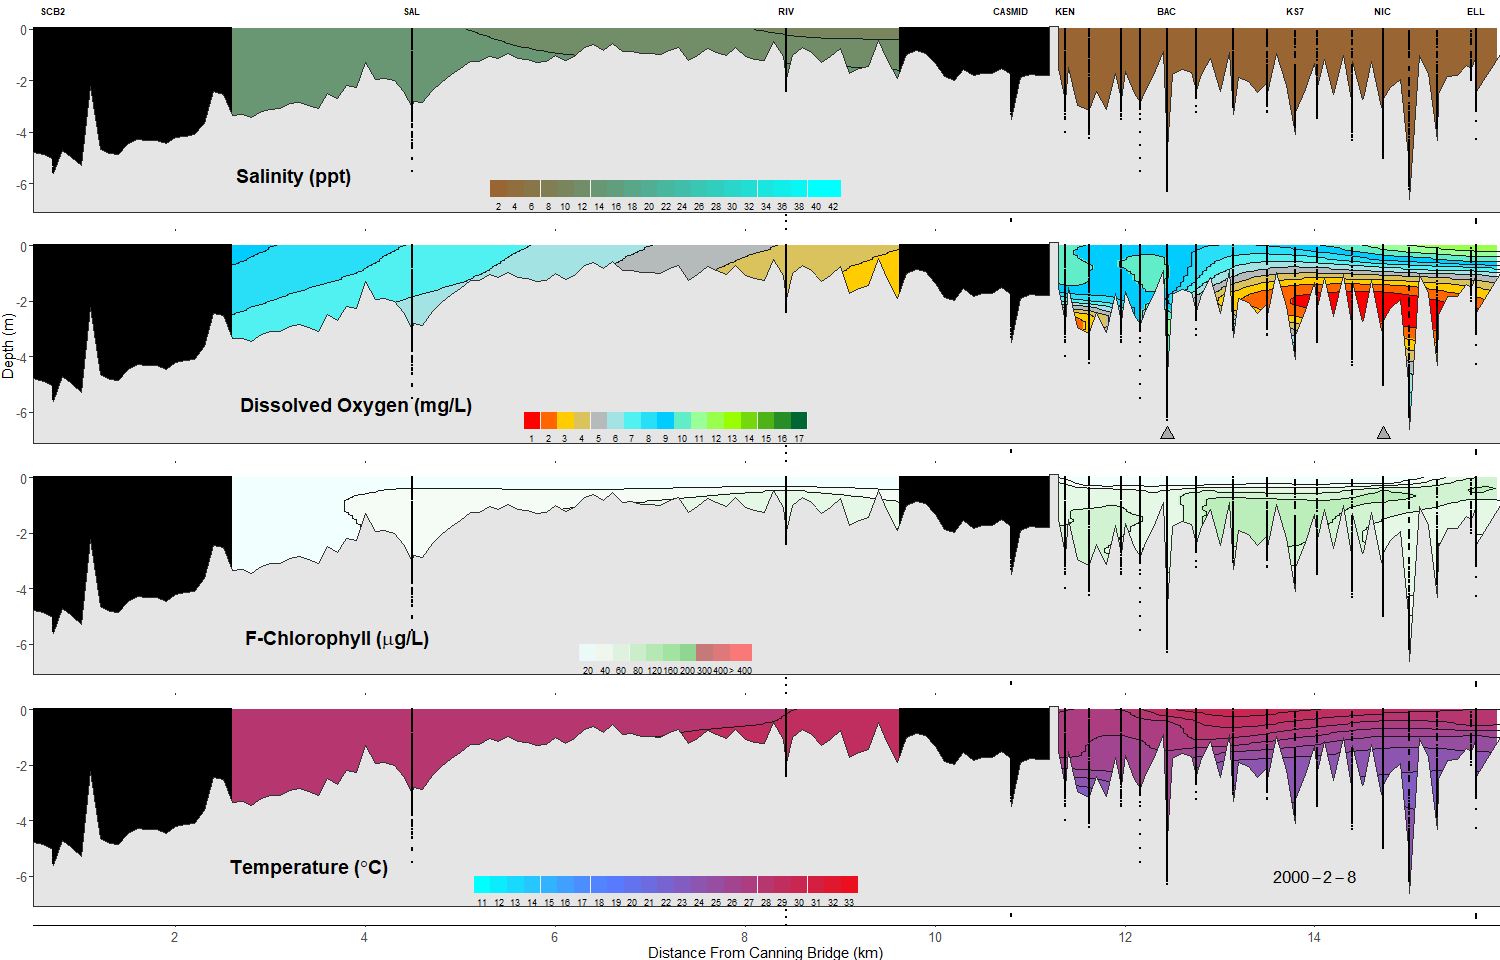 SCB2 SAL RIV CASMID KEN BAC KS7 NIC ELL
0
-2
-4
-6
Salinity (ppt)
2 4 6 8 10 12 14 16 18 20 22 24 26 28 30 32 34 36 38 40 42
0
-2
-4
-6
Depth (m)
Dissolved Oxygen (mg/L)
1 2 3 4 5 6 7 8 9 10 11 12 13 14 15 16 17
0
-2
-4
-6
F-Chlorophyll (μg/L)
20 40 60 80 120 160 200 300 400 > 400
0
-2
-4
-6
Temperature (°C)
2000-2-8
11 12 13 14 15 16 17 18 19 20 21 22 23 24 25 26 27 28 29 30 31 32 33
2 4 6 8 10 12 14
Distance From Canning Bridge (km)